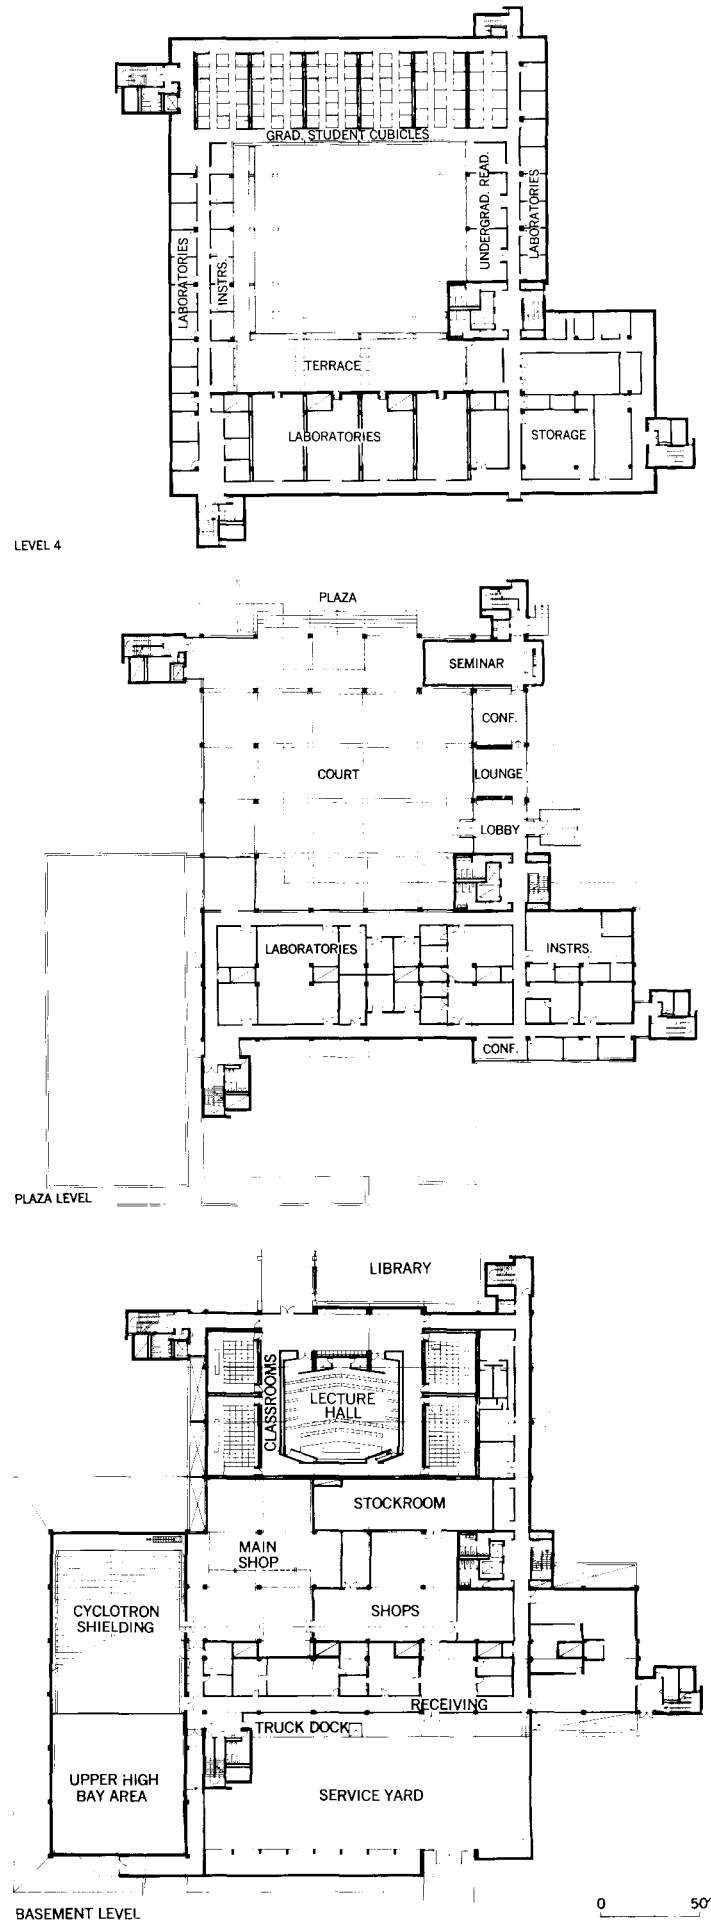 GRAD. STUDENT CUBICLES
UNDERGRAD. READ.
LABORATORIES
LABORATORIES
INSTRS.
TERRACE
LABORATORIES
STORAGE
LEVEL 4
PLAZA
SEMINAR
CONF.
COURT
LOUNGE
LOBBY
LABORATORIES
INSTRS.
CONF.
PLAZA LEVEL
LIBRARY
CLASSROOMS
LECTURE
HALL
STOCKROOM
MAIN
SHOP
CYCLOTRON
SHIELDING
SHOPS
RECEIVING
TRUCK DOCK
UPPER HIGH
BAY AREA
SERVICE YARD
BASEMENT LEVEL
0 50'